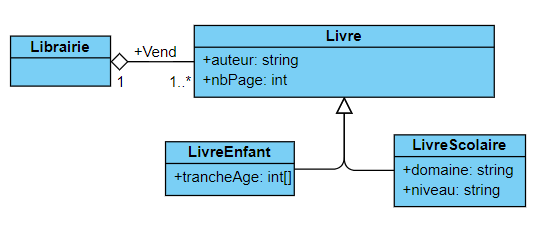 Librairie
+Vend
1
1..*
Livre
+auteur: string
+nbPage: int
LivreEnfant
+trancheAge: int[]
LivreScolaire
+domaine: string
+niveau: string